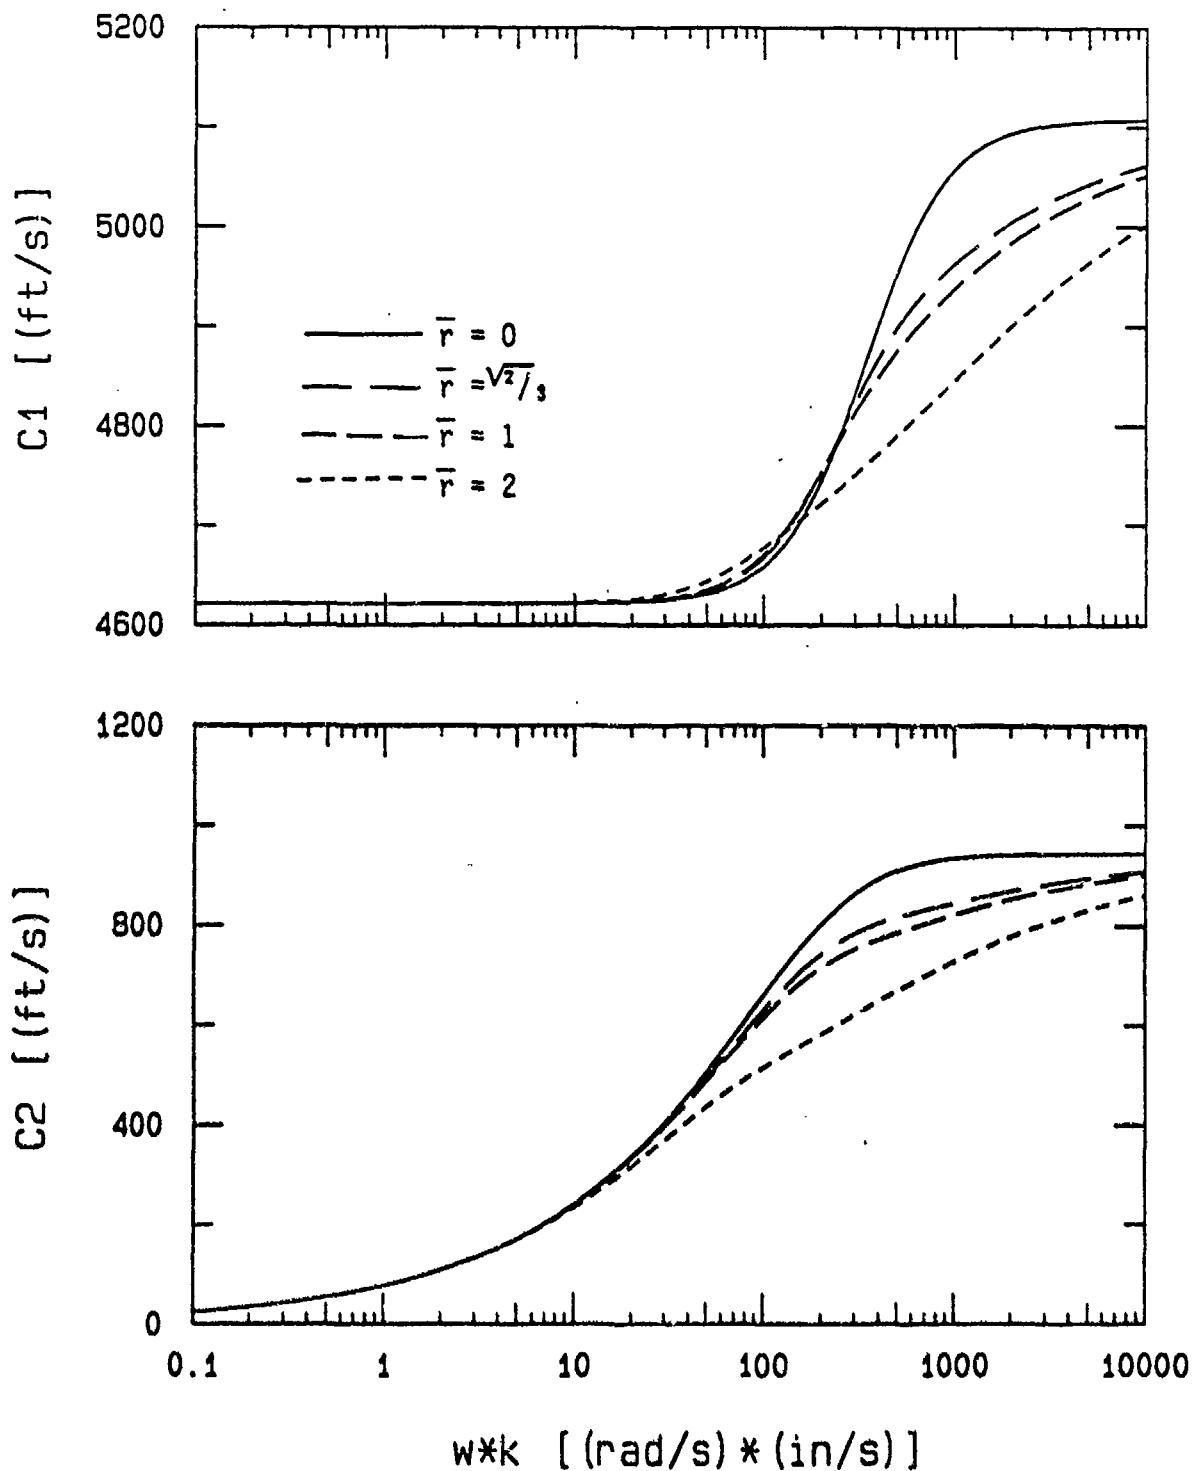 5200
5000
4800
4600
C1 [(ft/s)]
r̄ = 0
r̄ = √2/3
r̄ = 1
r̄ = 2
1200
800
400
0
C2 [(ft/s)]
0.1 1 10 100 1000 10000
w*k [(rad/s)*(in/s)]